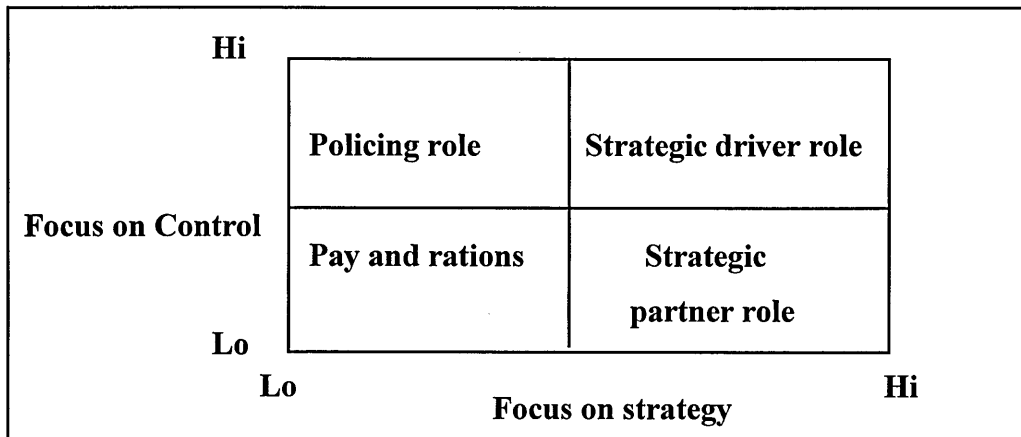 Hi
Policing role
Strategic driver role
Focus on Control
Pay and rations
Strategic
partner role
Lo
Lo
Hi
Focus on strategy